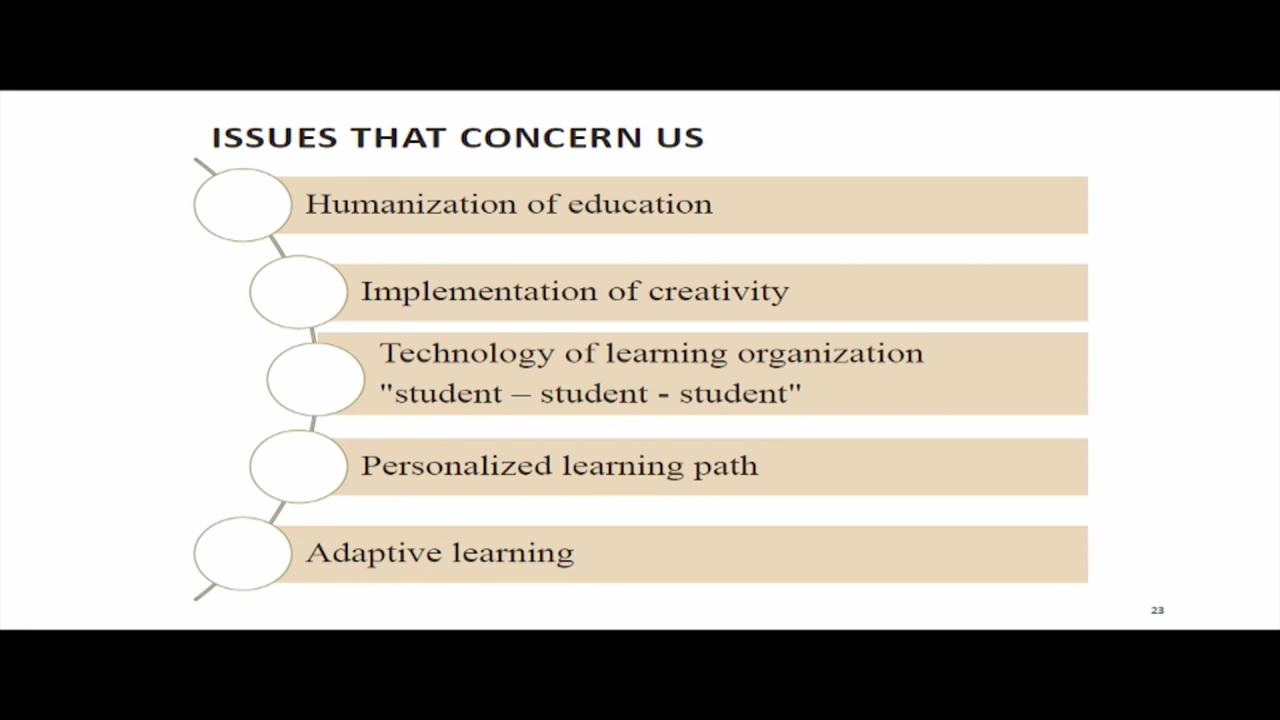 ISSUES THAT CONCERN US
Humanization of education
Implementation of creativity
Technology of learning organization
"student – student - student"
Personalized learning path
Adaptive learning
23